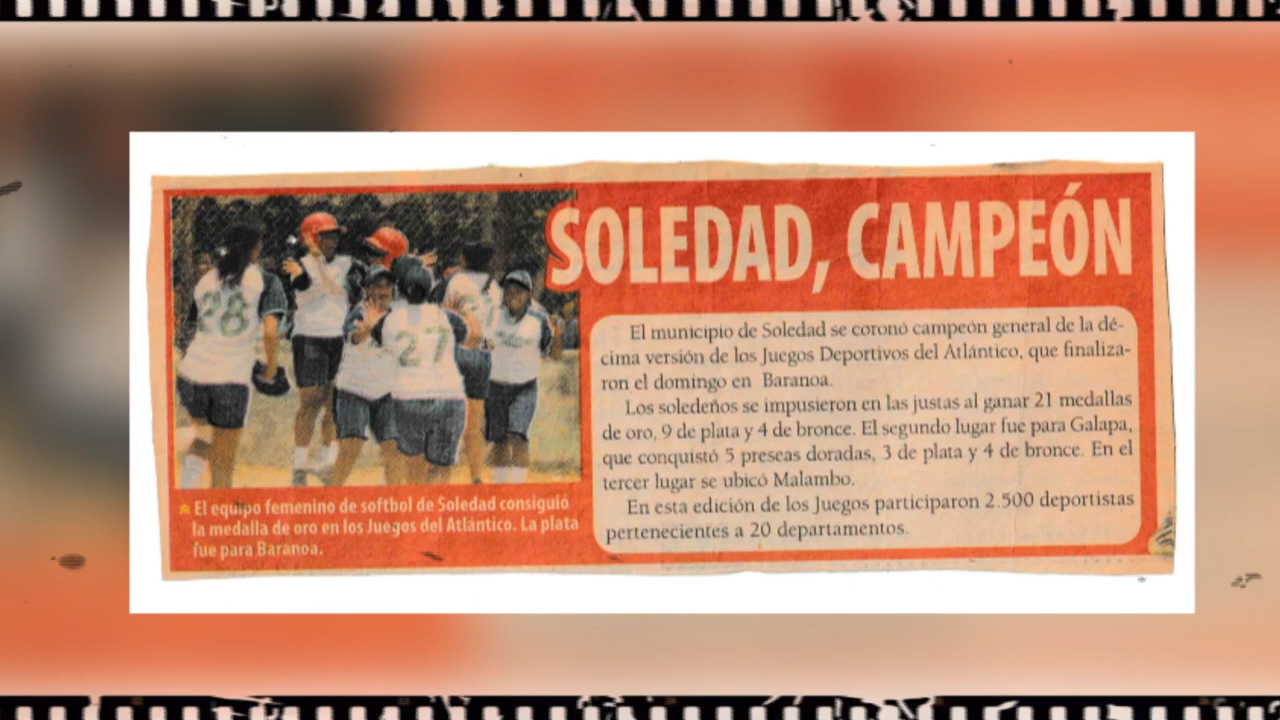 SOLEDAD, CAMPEÓN
El municipio de Soledad se coronó campeón general de la dé-
cima versión de los Juegos Deportivos del Atlántico, que finaliza-
ron el domingo en Baranoa.
Los soledeños se impusieron en las justas al ganar 21 medallas
de oro, 9 de plata y 4 de bronce. El segundo lugar fue para Galapa,
que conquistó 5 preseas doradas, 3 de plata y 4 de bronce. En el
tercer lugar se ubicó Malambo.
En esta edición de los Juegos participaron 2.500 deportistas
pertenecientes a 20 departamentos.
El equipo femenino de softbol de Soledad consiguió
la medalla de oro en los Juegos del Atlántico. La plata
fue para Baranoa.
28
27